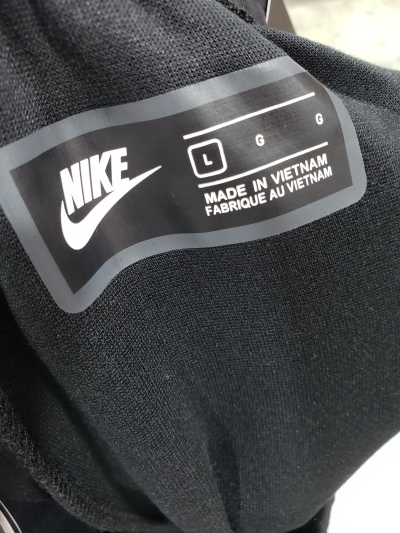 NIKE
L G G
MADE IN VIETNAM
FABRIQUE AU VIETNAM